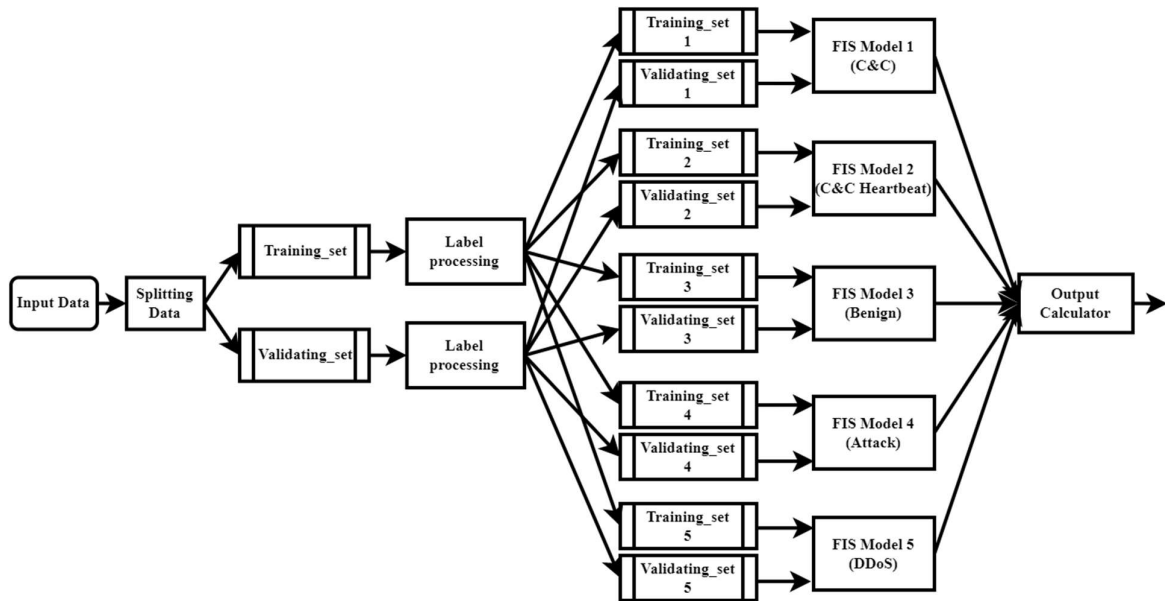 Input Data
Splitting
Data
Training_set
Validating_set
Label
processing
Label
processing
Training_set
1
Validating_set
1
Training_set
2
Validating_set
2
Training_set
3
Validating_set
3
Training_set
4
Validating_set
4
Training_set
5
Validating_set
5
FIS Model 1
(C&C)
FIS Model 2
(C&C Heartbeat)
FIS Model 3
(Benign)
FIS Model 4
(Attack)
FIS Model 5
(DDoS)
Output
Calculator